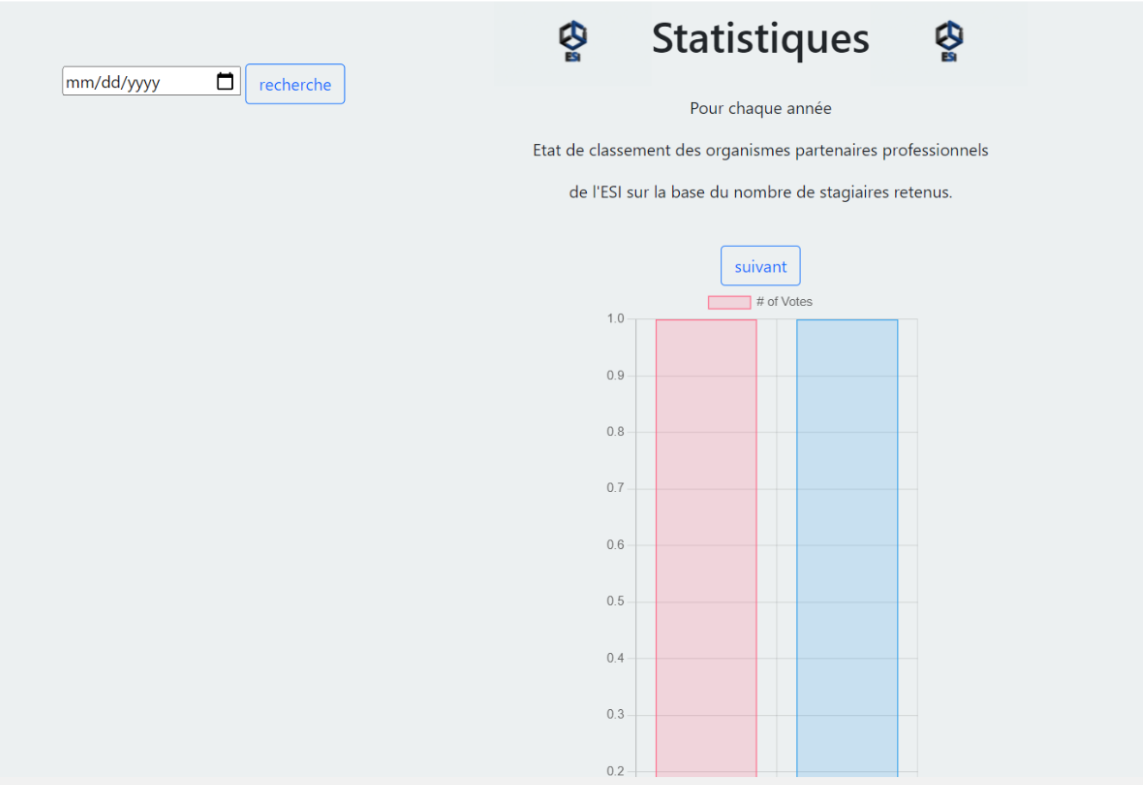 ESI Statistiques ESI
mm/dd/yyyy recherche
Pour chaque année
Etat de classement des organismes partenaires professionnels
de l'ESI sur la base du nombre de stagiaires retenus.
suivant
# of Votes
1.0
0.9
0.8
0.7
0.6
0.5
0.4
0.3
0.2